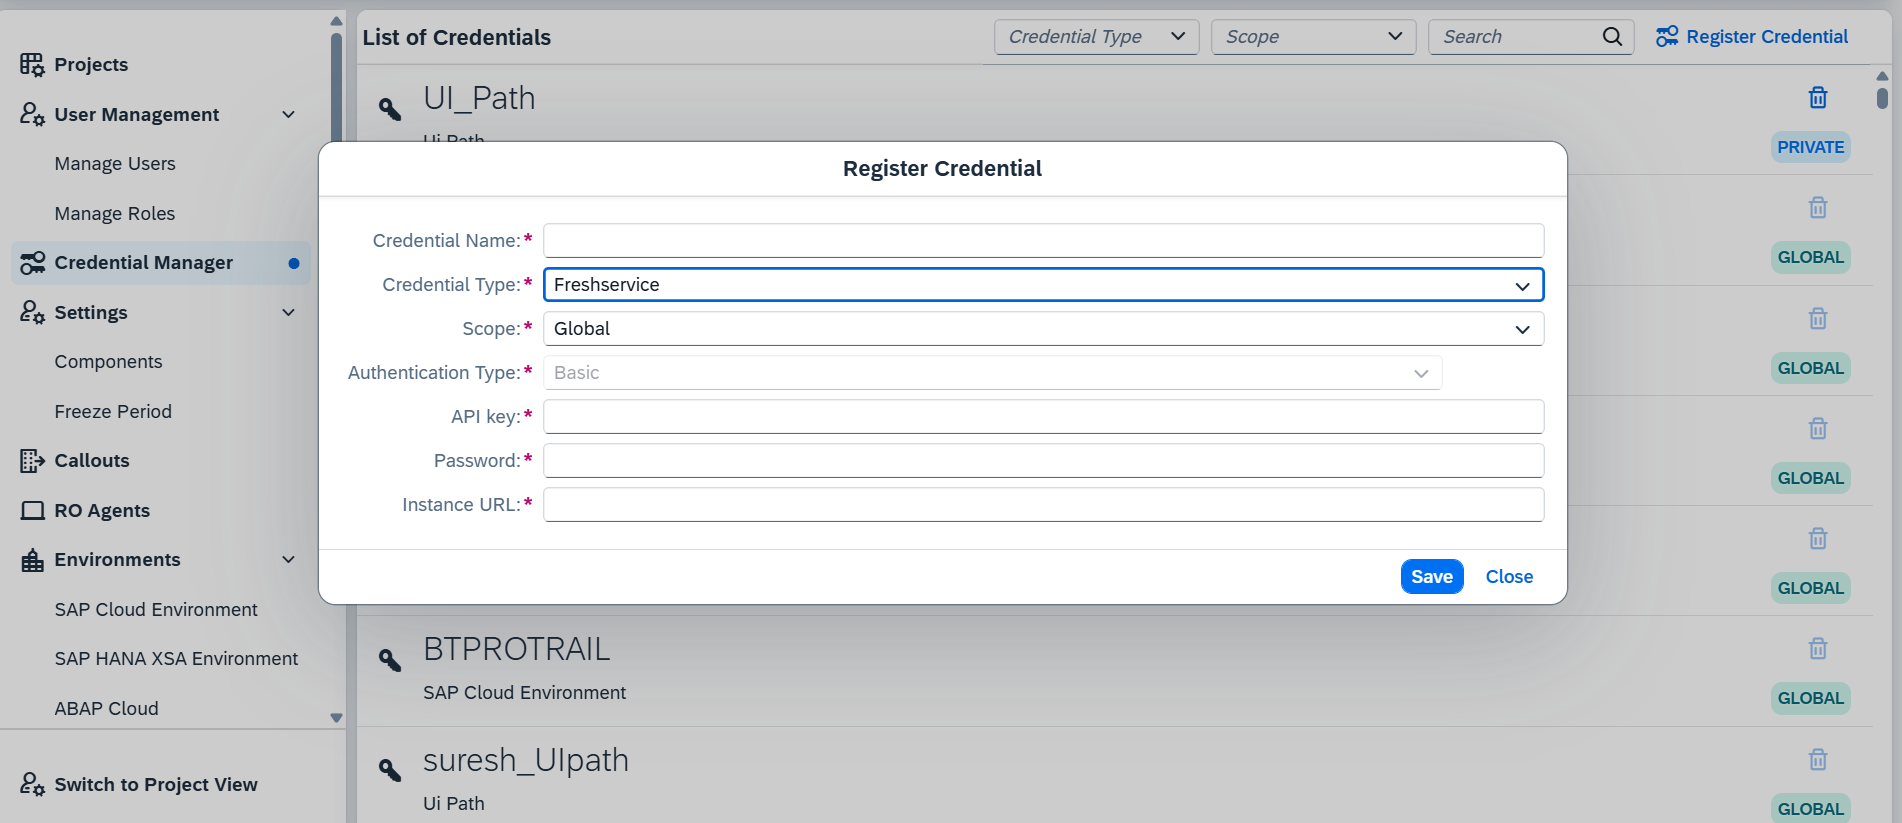 Projects
User Management
Manage Users
Manage Roles
Credential Manager
Settings
Components
Freeze Period
Callouts
RO Agents
Environments
SAP Cloud Environment
SAP HANA XSA Environment
ABAP Cloud
Switch to Project View
List of Credentials
Credential Type
Scope
Search
Register Credential
UI_Path
Ui Path
PRIVATE
GLOBAL
GLOBAL
GLOBAL
GLOBAL
Register Credential
Credential Name:*
Credential Type:* Freshservice
Scope:* Global
Authentication Type:* Basic
API key:*
Password:*
Instance URL:*
Save Close
BTPROTRAIL
SAP Cloud Environment
GLOBAL
suresh_UIpath
Ui Path
GLOBAL